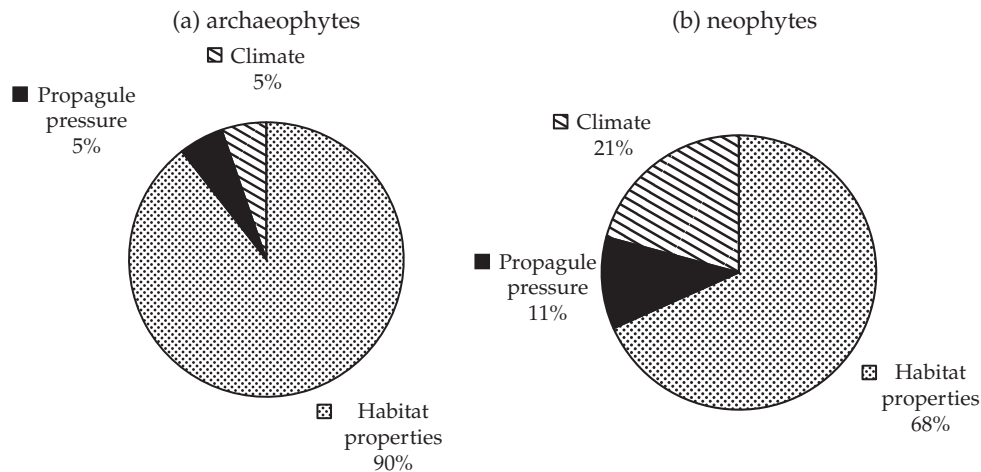 (a) archaeophytes
Climate
5%
Propagule
pressure
5%
Habitat
properties
90%
(b) neophytes
Climate
21%
Propagule
pressure
11%
Habitat
properties
68%